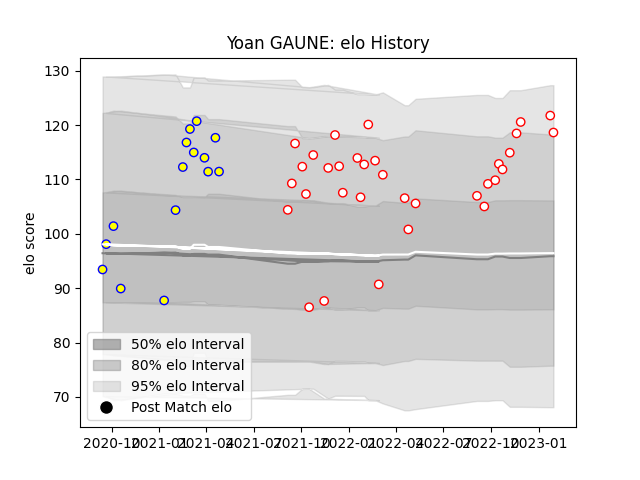 Yoan GAUNE: elo History
elo score
130
120
110
100
90
80
70
50% elo Interval
80% elo Interval
95% elo Interval
Post Match elo
2020-10 2021-01 2021-04 2021-07 2021-10 2022-01 2022-04 2022-07 2022-10 2023-01